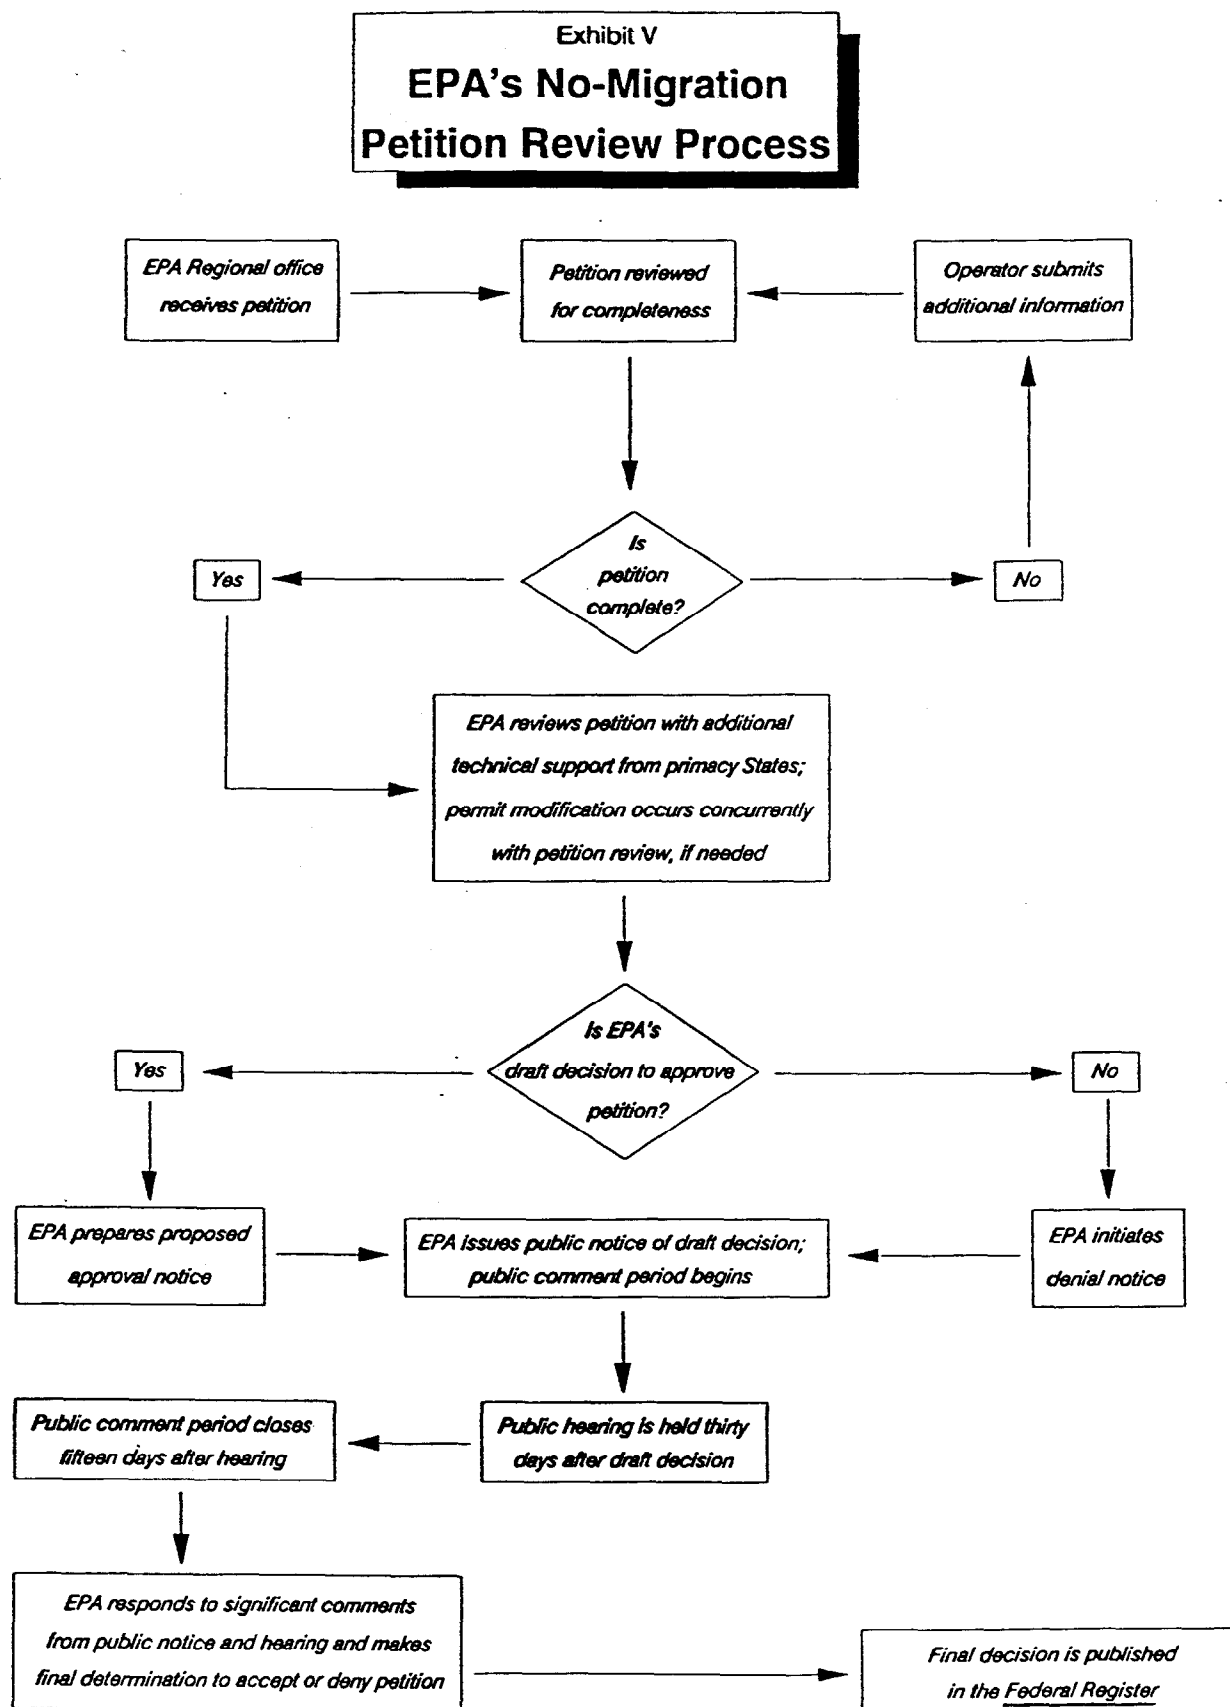 Exhibit V
EPA's No-Migration
Petition Review Process
EPA Regional office
receives petition
Petition reviewed
for completeness
Operator submits
additional information
Is
petition
complete?
Yes
No
EPA reviews petition with additional
technical support from primacy States;
permit modification occurs concurrently
with petition review, if needed
Is EPA's
draft decision to approve
petition?
Yes
No
EPA prepares proposed
approval notice
EPA issues public notice of draft decision;
public comment period begins
EPA initiates
denial notice
Public comment period closes
fifteen days after hearing
Public hearing is held thirty
days after draft decision
EPA responds to significant comments
from public notice and hearing and makes
final determination to accept or deny petition
Final decision is published
in the Federal Register